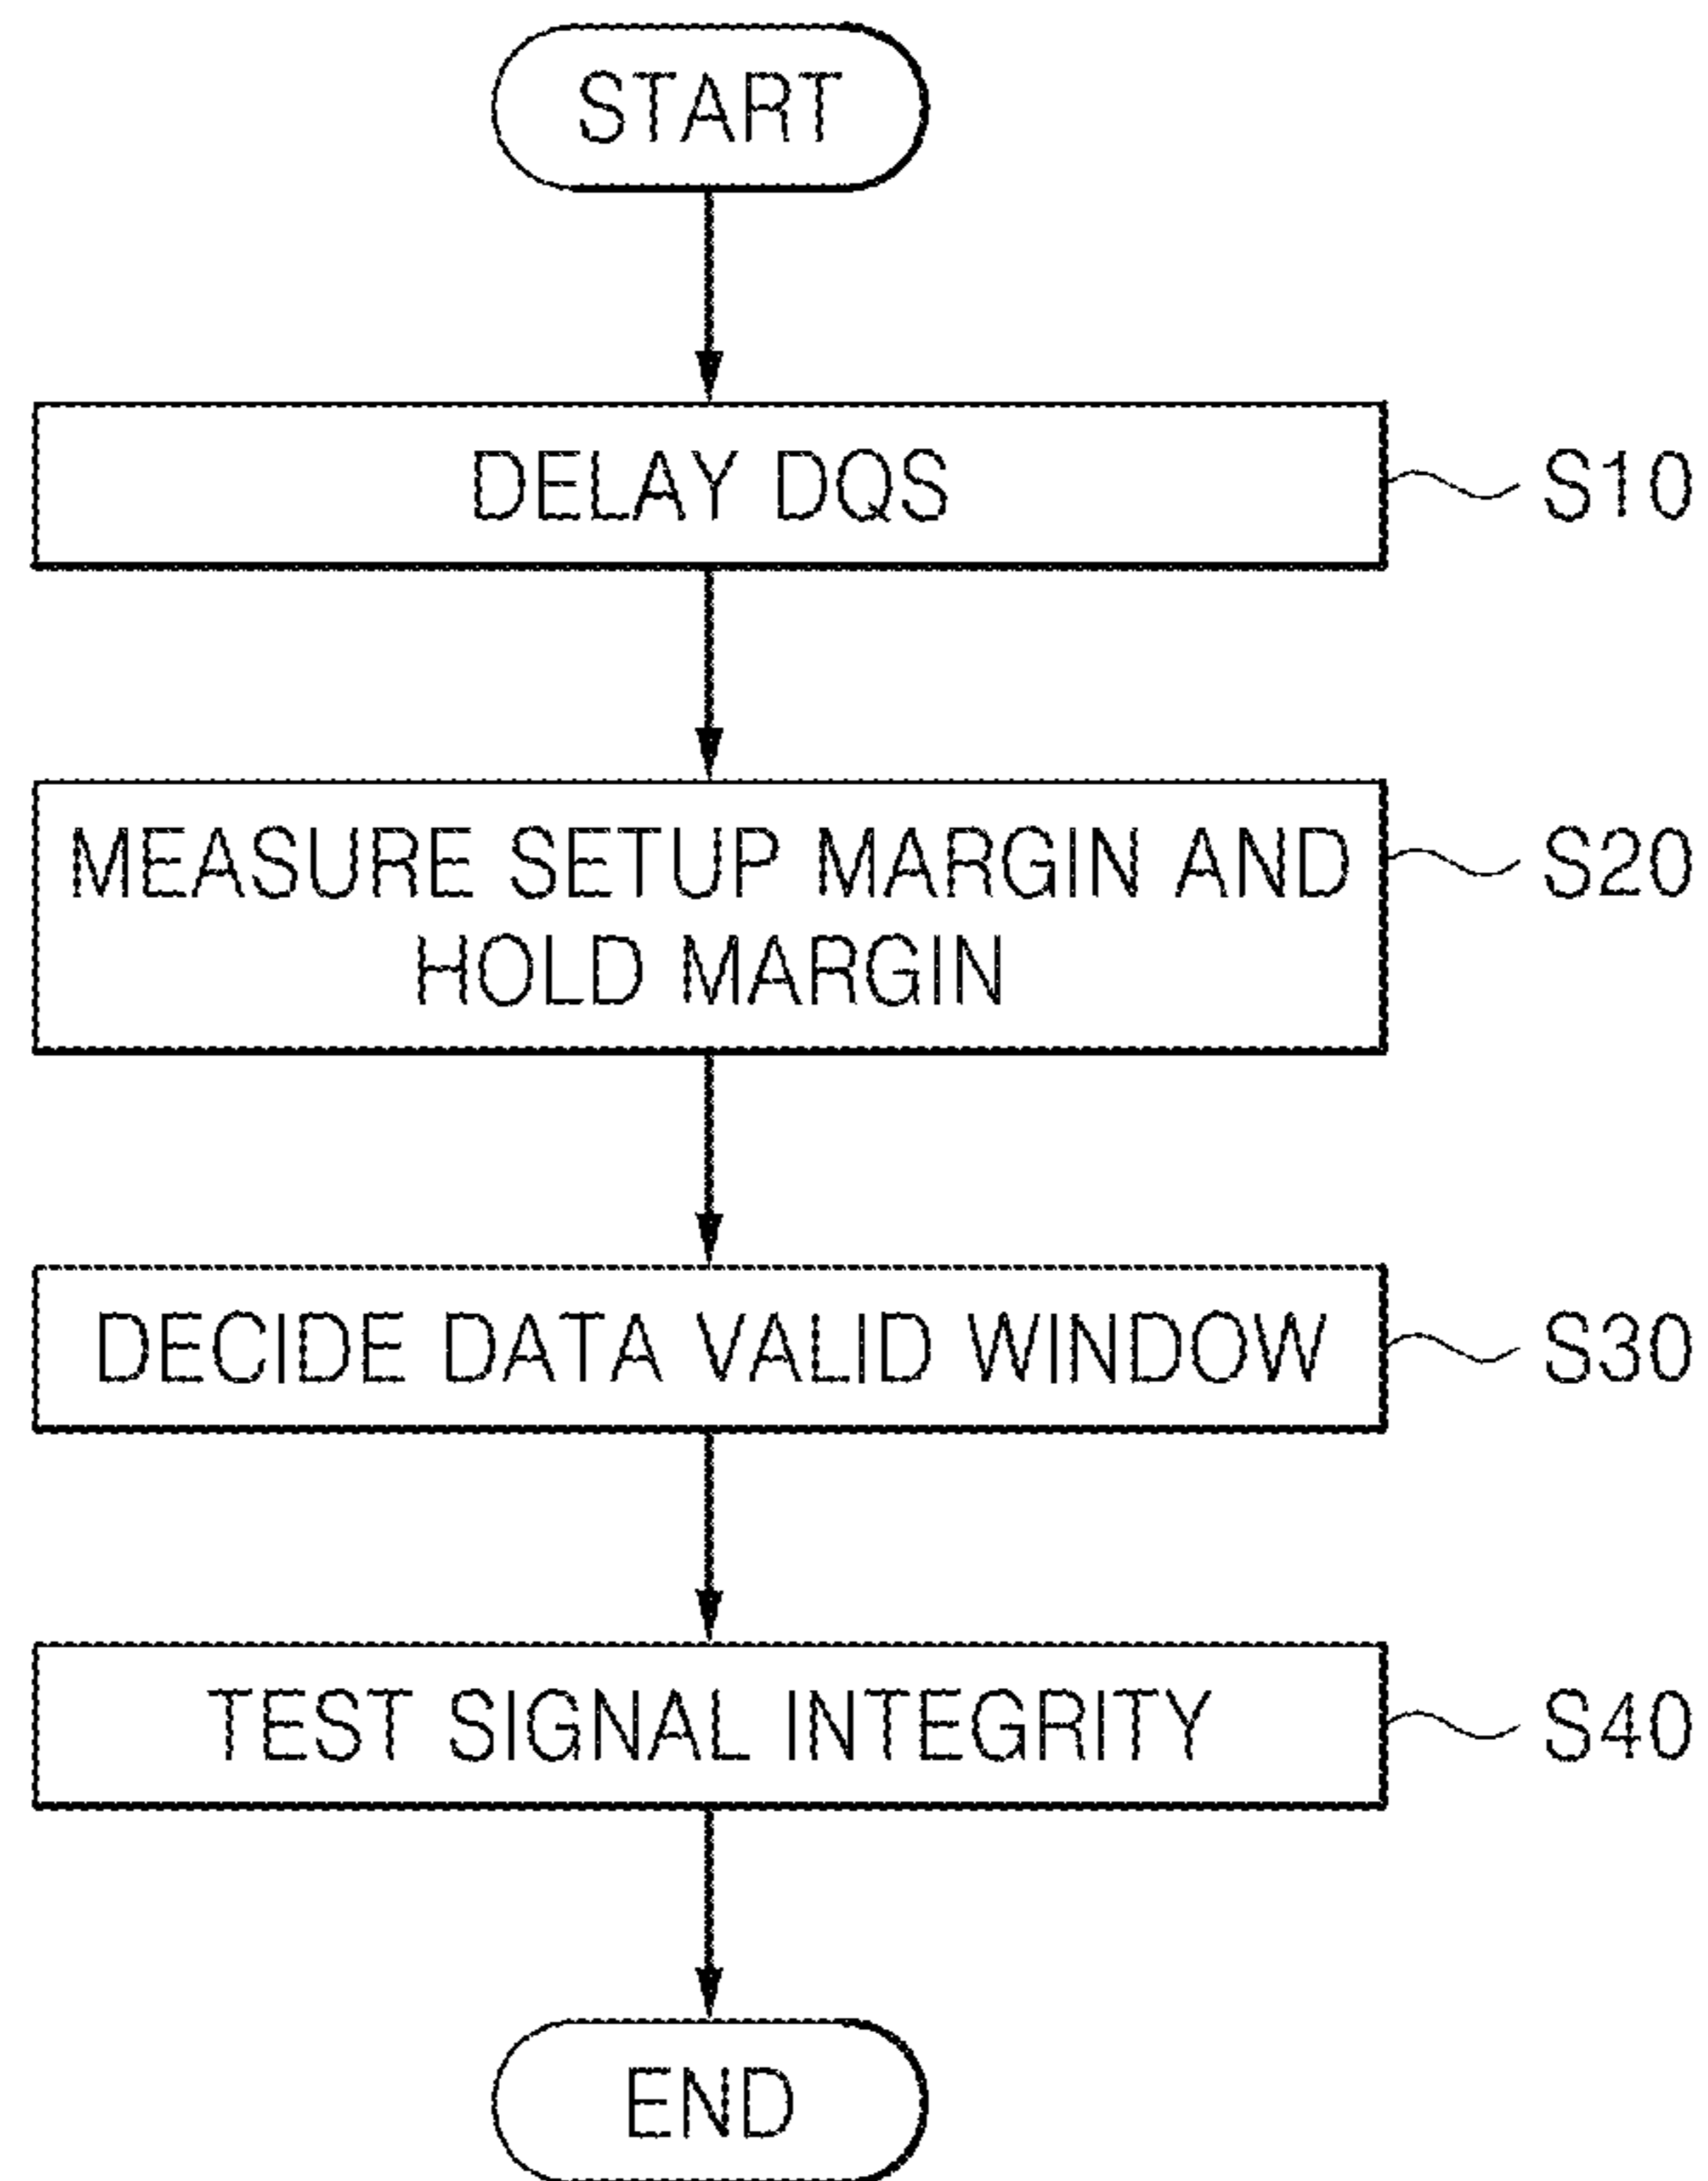 START
DELAY DQS
S10
MEASURE SETUP MARGIN AND
HOLD MARGIN
S20
DECIDE DATA VALID WINDOW
S30
TEST SIGNAL INTEGRITY
S40
END